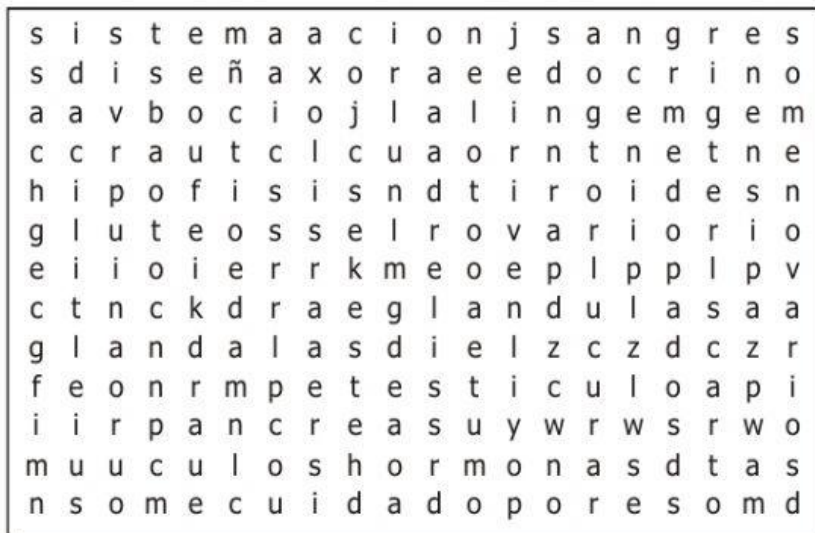 s i s t e m a a c i o n j s a n g r e s
s d i s e ñ a x o r a e e d o c r i n o
a a v b o c i o j l a l i n g e m g e m
c c r a u t c l c u a o r n t n e t n e
h i p o f i s i s n d t i r o i d e s n
g l u t e o s s e l r o v a r i o r i o
e i i o i e r r k m e o e p l p p l p v
c t n c k d r a e g l a n d u l a s a a
g l a n d a l a s d i e l z c z d c z r
f e o n r m p e t e s t i c u l o a p i
i i r p a n c r e a s u y w r w s r w o
m u u c u l o s h o r m o n a s d t a s
n s o m e c u i d a d o p o r e s o m d